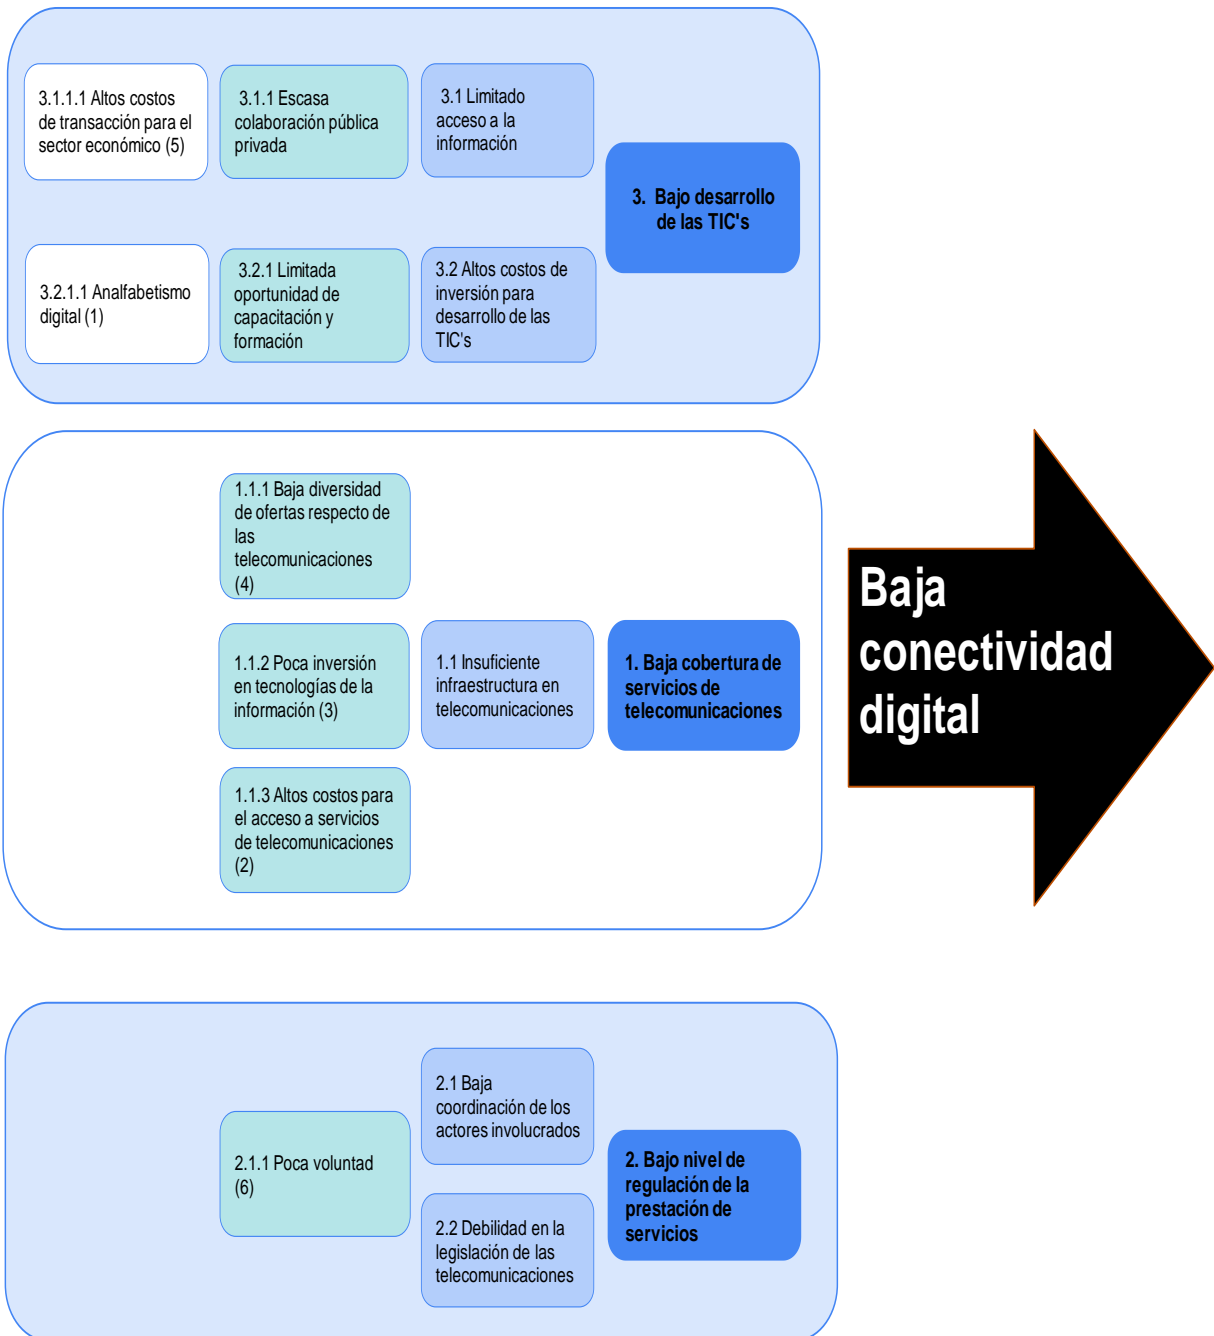 3.1.1.1 Altos costos
de transacción para el
sector económico (5)
3.1.1 Escasa
colaboración pública
privada
3.1 Limitado
acceso a la
información
3. Bajo desarrollo
de las TIC's
3.2.1.1 Analfabetismo
digital (1)
3.2.1 Limitada
oportunidad de
capacitación y
formación
3.2 Altos costos de
inversión para
desarrollo de las
TIC's
1.1.1 Baja diversidad
de ofertas respecto de
las
telecomunicaciones
(4)
1.1.2 Poca inversión
en tecnologías de la
información (3)
1.1.3 Altos costos para
el acceso a servicios
de telecomunicaciones
(2)
1.1 Insuficiente
infraestructura en
telecomunicaciones
1. Baja cobertura de
servicios de
telecomunicaciones
Baja
conectividad
digital
2.1.1 Poca voluntad
(6)
2.1 Baja
coordinación de los
actores involucrados
2.2 Debilidad en la
legislación de las
telecomunicaciones
2. Bajo nivel de
regulación de la
prestación de
servicios